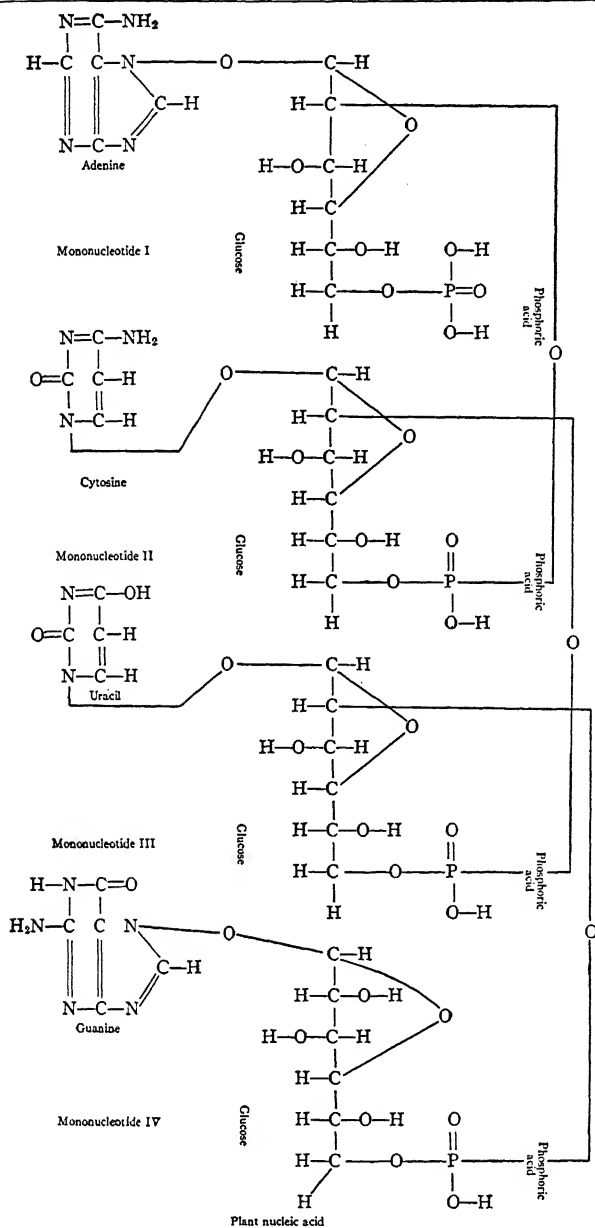 N=C—NH₂
H—C C—N—O—C—H
C—H H—C O
N—C—N H—O—C—H
Adenine
H—C
Mononucleotide I Glucose H—C—O—H O—H
H—C—O—P=O Phosphoric acid
H O—H O
N=C—NH₂ O—C—H
O=C C—H H—C O
N—C—H H—O—C—H
Cytosine H—C
Glucose H—C—O—H O
Mononucleotide II H—C—O—P Phosphoric acid
H O—H O
N=C—OH
O=C C—H O—C—H
N—C—H H—C O
Uracil
H—O—C—H
H—C
Mononucleotide III Glucose H—C—O—H O
H—C—O—P Phosphoric acid
H O—H O
H—N—C=O
H₂N—C C N—O—C—H
C—H H—C—O—H O
N—C—N H—O—C—H
Guanine
H—C
Mononucleotide IV Glucose H—C—O—H O
H—C—O—P Phosphoric acid
H O—H
Plant nucleic acid